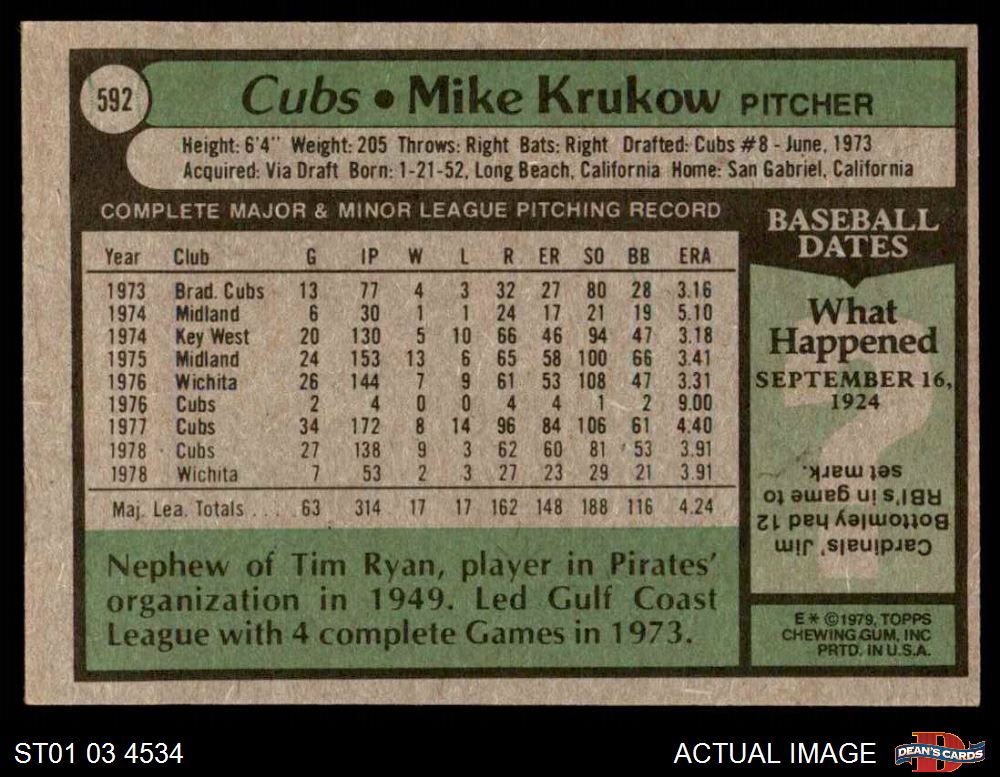 592
Cubs • Mike Krukow PITCHER
Height: 6'4" Weight: 205 Throws: Right Bats: Right Drafted: Cubs #8 - June, 1973
Acquired: Via Draft Born: 1-21-52, Long Beach, California Home: San Gabriel, California
COMPLETE MAJOR & MINOR LEAGUE PITCHING RECORD
Year Club G IP W L R ER SO BB ERA
1973 Brad. Cubs 13 77 4 3 32 27 80 28 3.16
1974 Midland 6 30 1 1 24 17 21 19 5.10
1974 Key West 20 130 5 10 66 46 94 47 3.18
1975 Midland 24 153 13 6 65 58 100 66 3.41
1976 Wichita 26 144 7 9 61 53 108 47 3.31
1976 Cubs 2 4 0 0 4 4 1 2 9.00
1977 Cubs 34 172 8 14 96 84 106 61 4.40
1978 Cubs 27 138 9 3 62 60 81 53 3.91
1978 Wichita 7 53 2 3 27 23 29 21 3.91
Maj. Lea. Totals . . . 63 314 17 17 162 148 188 116 4.24
Nephew of Tim Ryan, player in Pirates'
organization in 1949. Led Gulf Coast
League with 4 complete Games in 1973.
BASEBALL
DATES
What
Happened
SEPTEMBER 16,
1924
?
Cardinals' Jim
Bottomley had 12
RBI's in game to
set mark.
E * © 1979, TOPPS
CHEWING GUM, INC
PRTD. IN U.S.A.
ST01 03 4534
ACTUAL IMAGE
D
DEAN'S CARDS